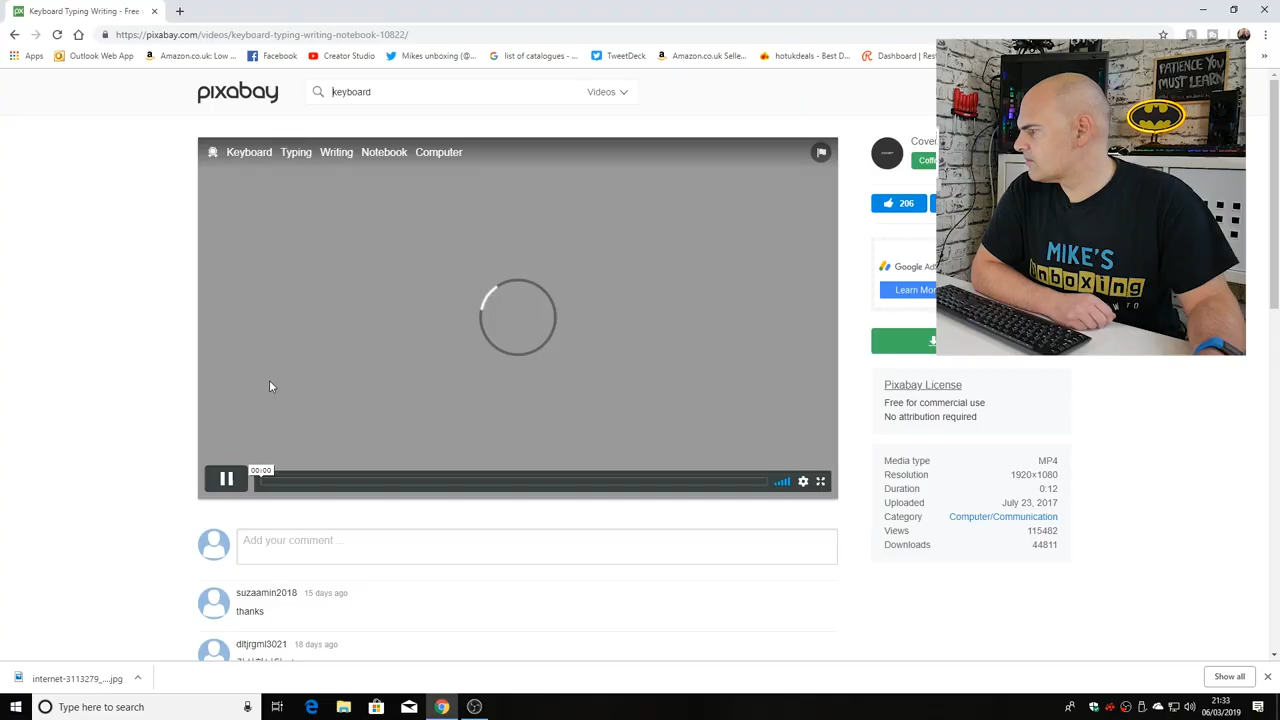 Keyboard Typing Writing - Free
https://pixabay.com/videos/keyboard-typing-writing-notebook-10822/
Apps
Outlook Web App
Amazon.co.uk: Low ...
Facebook
Creator Studio
Mikes unboxing (@...
list of catalogues - ...
TweetDeck
Amazon.co.uk Selle...
hotukdeals - Best D...
pixabay
keyboard
Videos
PATIENCE YOU
MUST LEARN
Keyboard Typing Writing Notebook Computer
206
Google Ads
Learn More
MIKE'S
unboxing
00:00
Pixabay License
Free for commercial use
No attribution required
Media type MP4
Resolution 1920×1080
Duration 0:12
Uploaded July 23, 2017
Category Computer/Communication
Views 115482
Downloads 44811
Add your comment ...
suzaamin2018 15 days ago
thanks
ditjrgml3021 18 days ago
internet-3113279_....jpg
Show all
Type here to search
21:33
06/03/2019